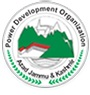 Power Development Organization
Azad Jammu & Kashmir